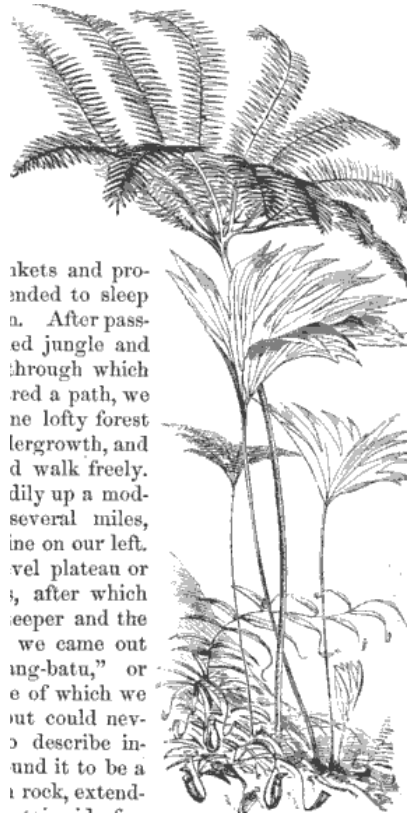 nkets and pro-
ended to sleep
n. After pass-
ed jungle and
through which
red a path, we
ne lofty forest
dergrowth, and
d walk freely.
dily up a mod-
several miles,
ine on our left.
vel plateau or
s, after which
eeper and the
we came out
ng-batu,” or
e of which we
out could nev-
o describe in-
und it to be a
rock, extend-